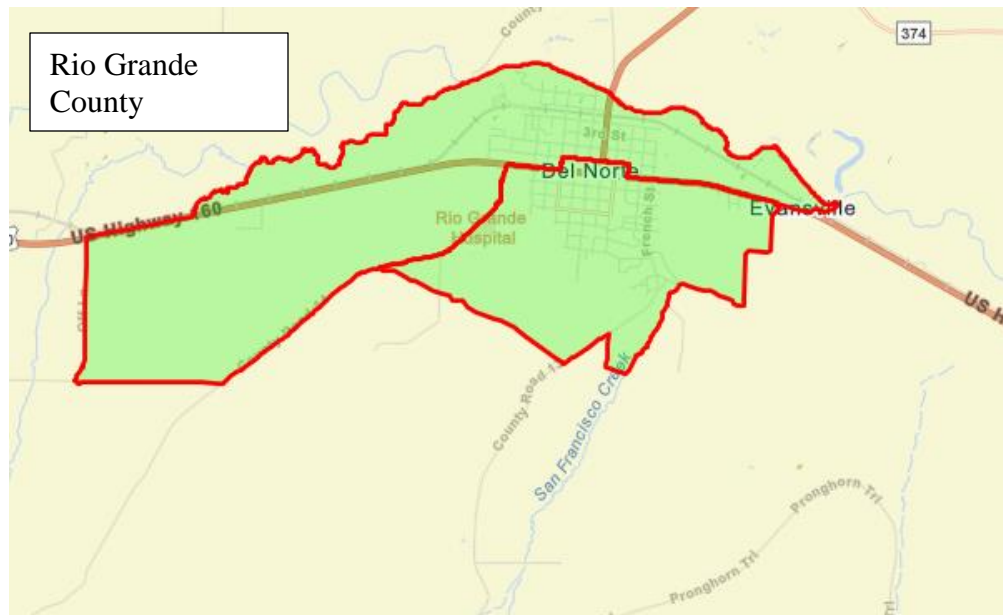 Rio Grande
County
374
3rd St
Del Norte
Rio Grande
Hospital
French St
Evansville
US Highway 160
US H
County Road 1
San Francisco Creek
Pronghorn Trl
Pronghorn Trl